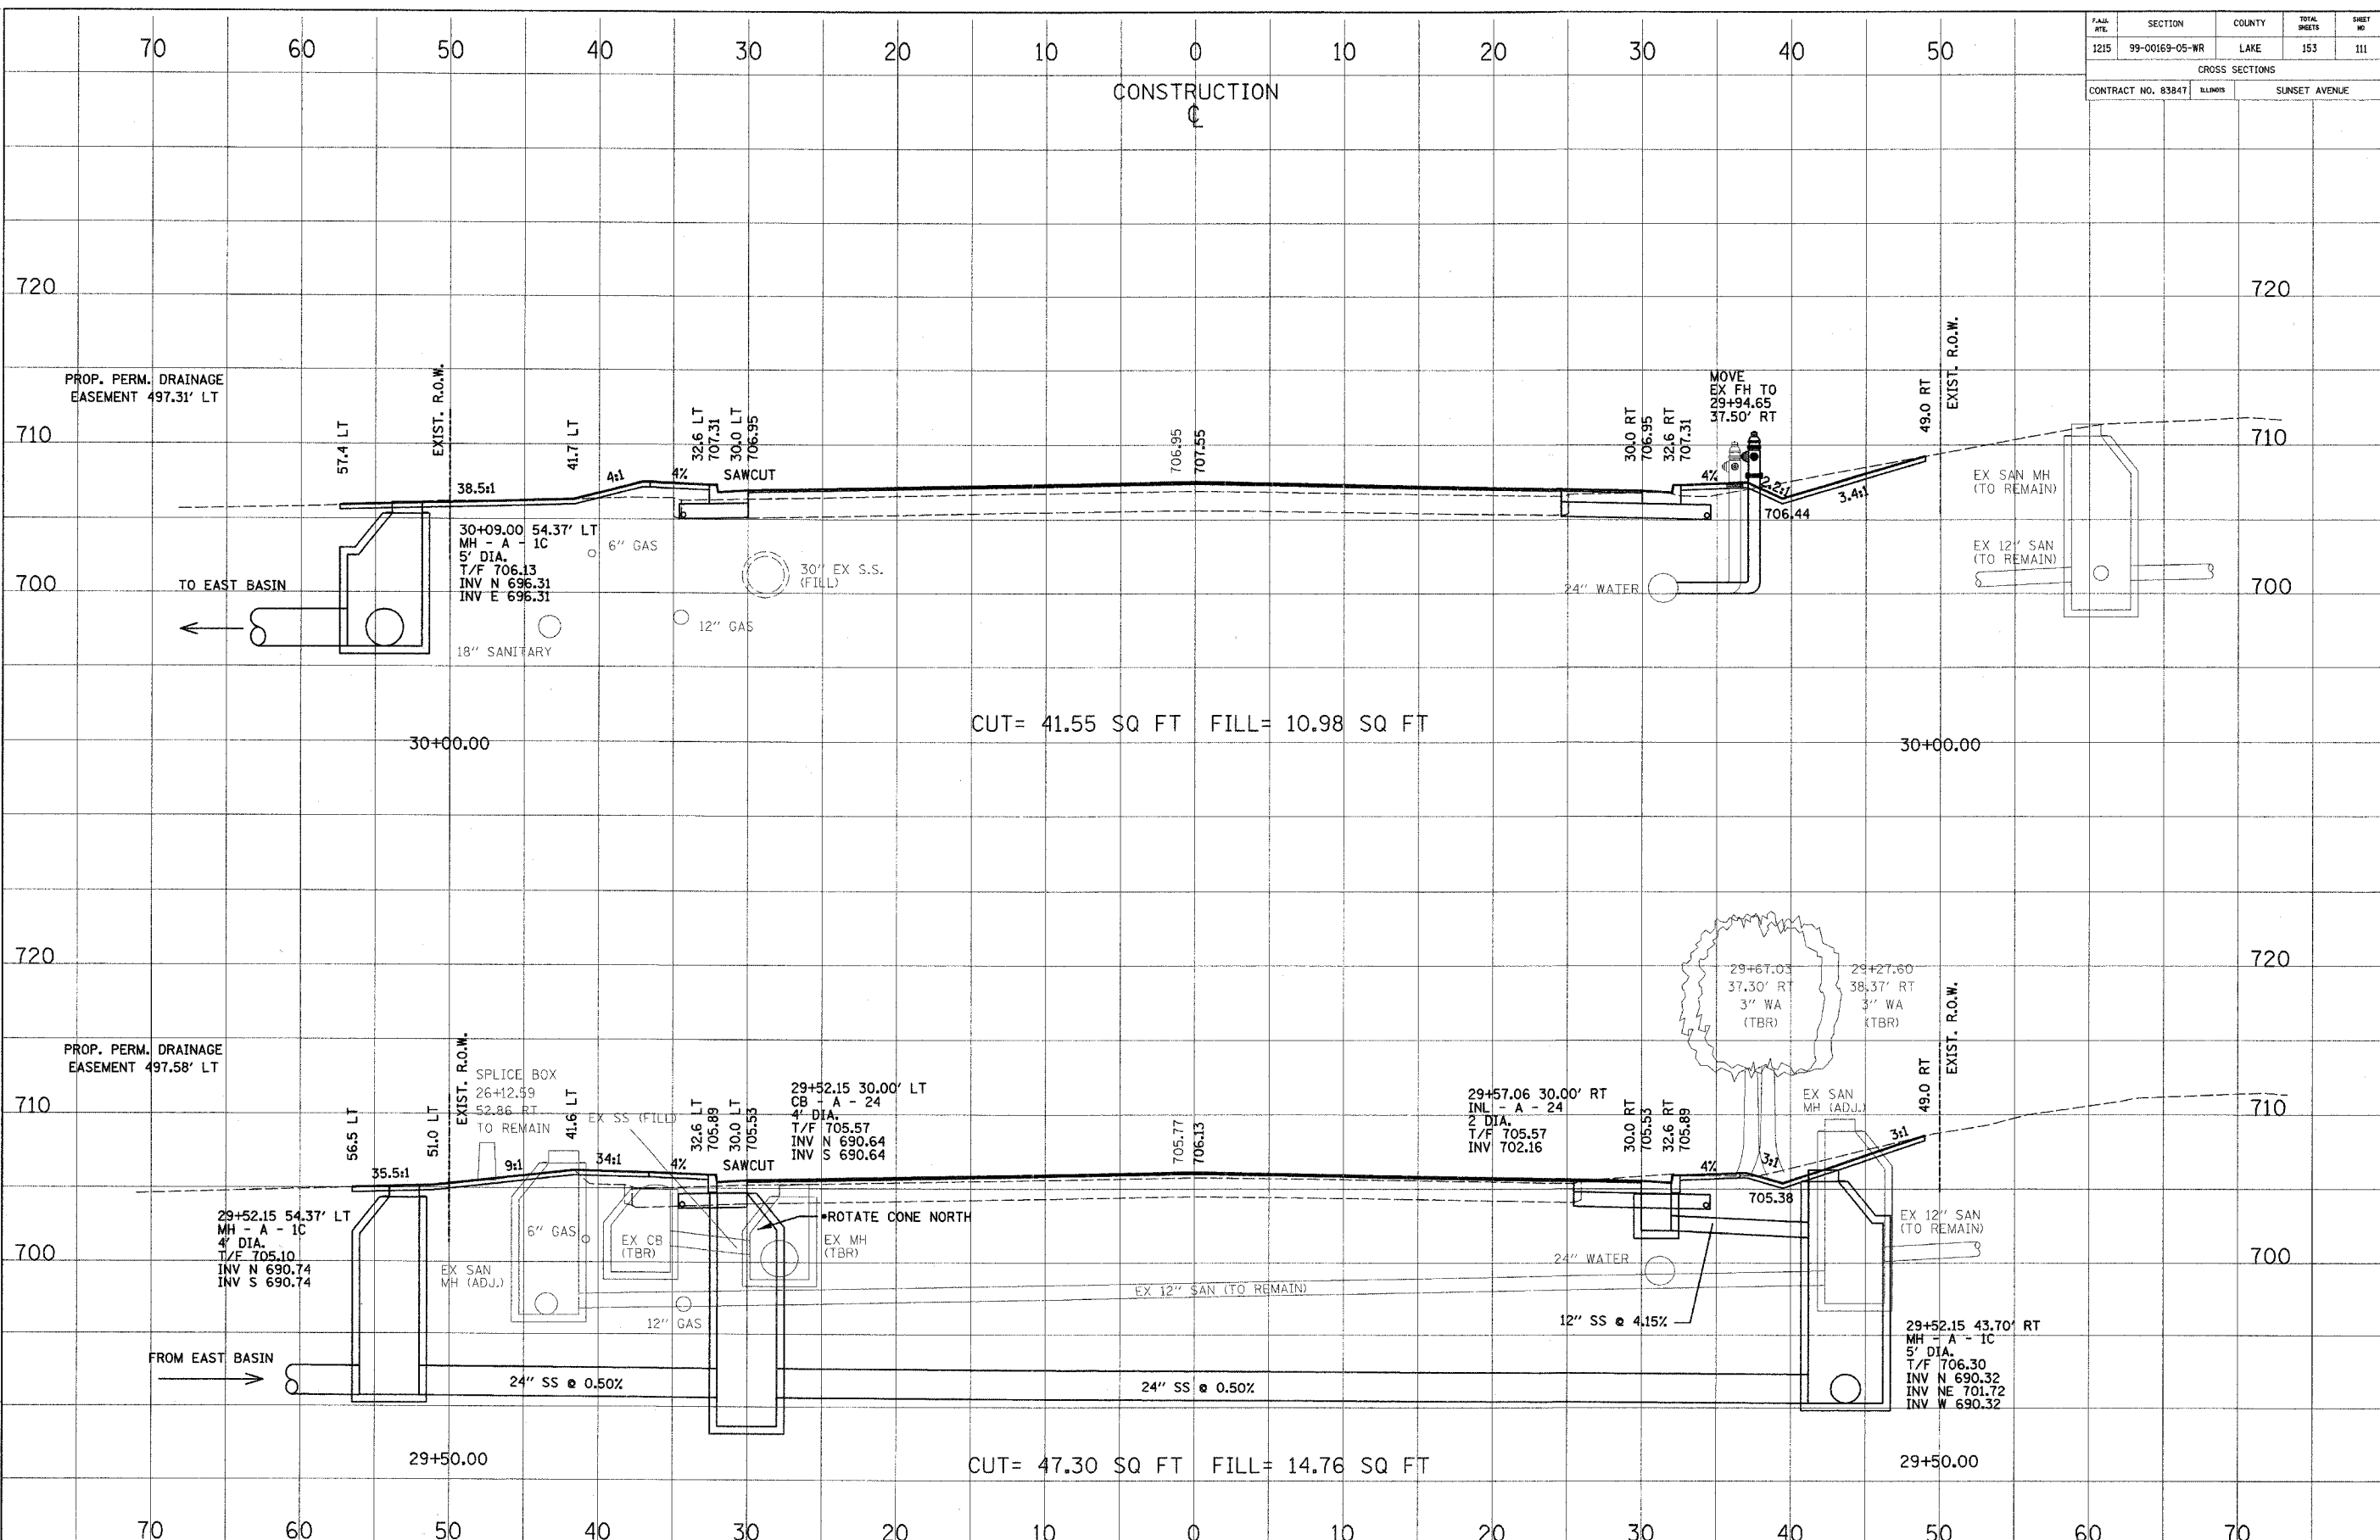 F.A.U. RTE. SECTION COUNTY TOTAL SHEETS SHEET NO
1215 99-00169-05-WR LAKE 153 111
CROSS SECTIONS
CONTRACT NO. 83847 ILLINOIS SUNSET AVENUE
70 60 50 40 30 20 10 0 10 20 30 40 50
CONSTRUCTION
℄
720 720
710 710
700 700
PROP. PERM. DRAINAGE
EASEMENT 497.31' LT
57.4 LT
EXIST. R.O.W.
41.7 LT
32.6 LT
707.31
30.0 LT
706.95
706.95
707.55
30.0 RT
706.95
32.6 RT
707.31
MOVE
EX FH TO
29+94.65
37.50' RT
49.0 RT
EXIST. R.O.W.
38.5:1
4:1
4%
SAWCUT
4%
2.2:1
3.4:1
706.44
30+09.00 54.37' LT
MH - A - 1C
5' DIA.
T/F 706.13
INV N 696.31
INV E 696.31
6" GAS
30" EX S.S.
(FILL)
24" WATER
EX SAN MH
(TO REMAIN)
EX 12" SAN
(TO REMAIN)
TO EAST BASIN
12" GAS
18" SANITARY
CUT= 41.55 SQ FT FILL= 10.98 SQ FT
30+00.00 30+00.00
720 720
710 710
700 700
29+67.03
37.30' RT
3" WA
(TBR)
29+27.60
38.37' RT
3" WA
(TBR)
PROP. PERM. DRAINAGE
EASEMENT 497.58' LT
56.5 LT
51.0 LT
EXIST. R.O.W.
SPLICE BOX
26+12.59
52.86 RT
TO REMAIN
41.6 LT
EX SS (FILL)
32.6 LT
705.89
30.0 LT
705.53
29+52.15 30.00' LT
CB - A - 24
4' DIA.
T/F 705.57
INV N 690.64
INV S 690.64
705.77
706.13
29+57.06 30.00' RT
INL - A - 24
2 DIA.
T/F 705.57
INV 702.16
30.0 RT
705.53
32.6 RT
705.89
EX SAN
MH (ADJ.)
49.0 RT
EXIST. R.O.W.
35.5:1
9:1
34:1
4%
SAWCUT
4%
3:1
3:1
705.38
29+52.15 54.37' LT
MH - A - 1C
4' DIA.
T/F 705.10
INV N 690.74
INV S 690.74
6" GAS
EX CB
(TBR)
•ROTATE CONE NORTH
EX MH
(TBR)
EX SAN
MH (ADJ.)
24" WATER
EX 12" SAN
(TO REMAIN)
EX 12" SAN (TO REMAIN)
12" GAS
12" SS @ 4.15%
29+52.15 43.70' RT
MH - A - 1C
5' DIA.
T/F 706.30
INV N 690.32
INV NE 701.72
INV W 690.32
FROM EAST BASIN
24" SS @ 0.50%
24" SS @ 0.50%
29+50.00 29+50.00
CUT= 47.30 SQ FT FILL= 14.76 SQ FT
70 60 50 40 30 20 10 0 10 20 30 40 50 60 70